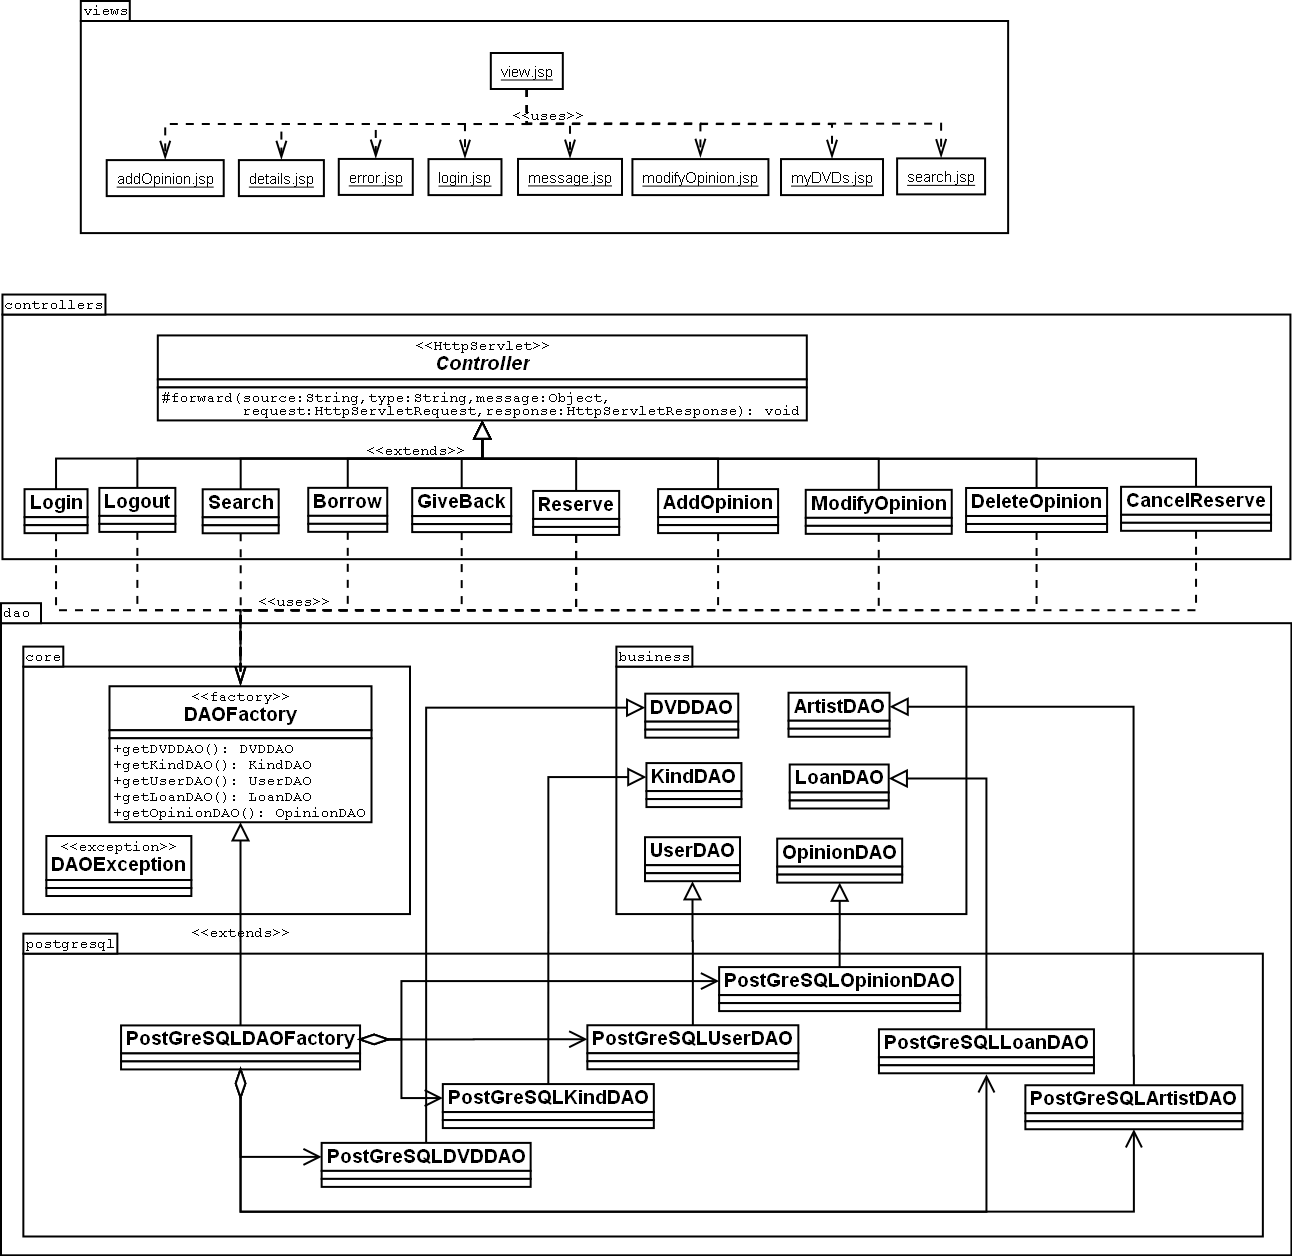 views
view.jsp
<<uses>>
addOpinion.jsp
details.jsp
error.jsp
login.jsp
message.jsp
modifyOpinion.jsp
myDVDs.jsp
search.jsp
controllers
<<HttpServlet>>
Controller
#forward(source:String,type:String,message:Object,
request:HttpServletRequest,response:HttpServletResponse): void
<<extends>>
Login
Logout
Search
Borrow
GiveBack
Reserve
AddOpinion
ModifyOpinion
DeleteOpinion
CancelReserve
<<uses>>
dao
core
<<factory>>
DAOFactory
+getDVDDAO(): DVDDAO
+getKindDAO(): KindDAO
+getUserDAO(): UserDAO
+getLoanDAO(): LoanDAO
+getOpinionDAO(): OpinionDAO
<<exception>>
DAOException
business
DVDDAO
ArtistDAO
KindDAO
LoanDAO
UserDAO
OpinionDAO
<<extends>>
postgresql
PostGreSQLOpinionDAO
PostGreSQLDAOFactory
PostGreSQLUserDAO
PostGreSQLLoanDAO
PostGreSQLKindDAO
PostGreSQLArtistDAO
PostGreSQLDVDDAO